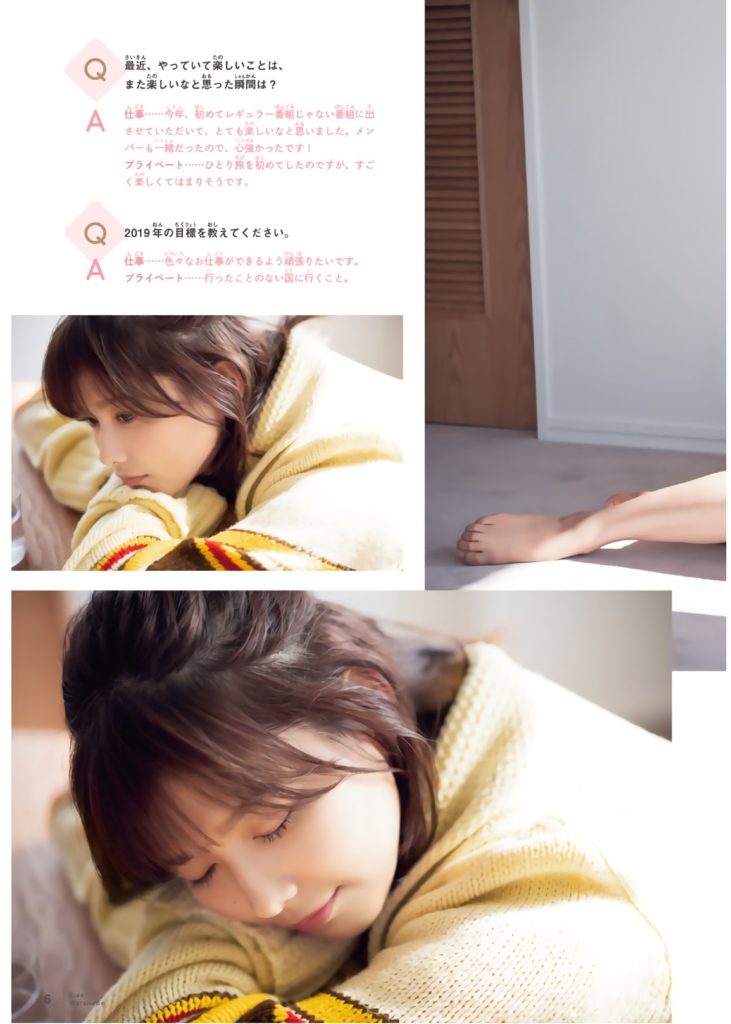 Q
最近、やっていて楽しいことは、
また楽しいなと思った瞬間は？
A
仕事……今年、初めてレギュラー番組じゃない番組に出
させていただいて、とても楽しいなと思いました。メン
バーも一緒だったので、心強かったです！
プライベート……ひとり旅を初めてしたのですが、すご
く楽しくてはまりそうです。
Q
2019年の目標を教えてください。
A
仕事……色々なお仕事ができるよう頑張りたいです。
プライベート……行ったことのない国に行くこと。
6
Risa
Watanabe